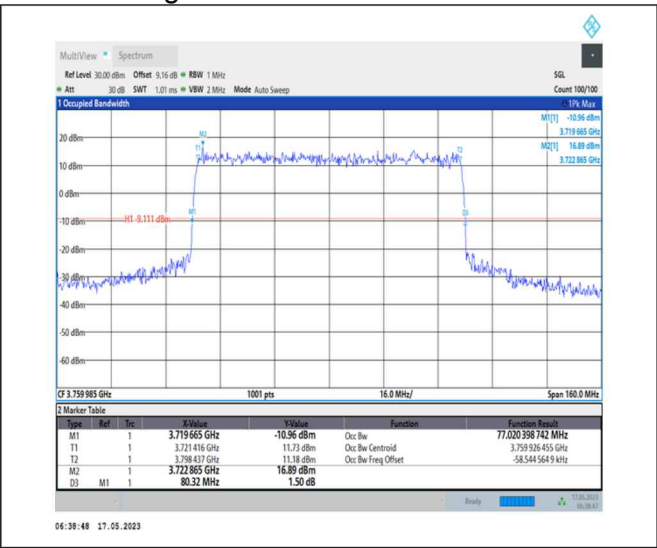 MultiView Spectrum
Ref Level 30.00 dBm Offset 9.16 dB RBW 1 MHz SGL
Att 30 dB SWT 1.01 ms VBW 2 MHz Mode Auto Sweep Count 100/100
1 Occupied Bandwidth 1Pk Max
M1[1] -10.96 dBm
3.719 665 GHz
M2[1] 16.89 dBm
3.722 865 GHz
M2
T1
T2
20 dBm
10 dBm
0 dBm
M1
D3
-10 dBm
H1 -9.111 dBm
-20 dBm
-30 dBm
-40 dBm
-50 dBm
-60 dBm
CF 3.759 985 GHz 1001 pts 16.0 MHz/ Span 160.0 MHz
2 Marker Table
Type Ref Trc X-Value Y-Value Function Function Result
M1 1 3.719 665 GHz -10.96 dBm Occ Bw 77.020 398 742 MHz
T1 1 3.721 416 GHz 11.73 dBm Occ Bw Centroid 3.759 926 455 GHz
T2 1 3.798 437 GHz 11.18 dBm Occ Bw Freq Offset -58.544 564 9 kHz
M2 1 3.722 865 GHz 16.89 dBm
D3 M1 1 80.32 MHz 1.50 dB
Ready 17.05.2023
06:38:47
06:38:48 17.05.2023